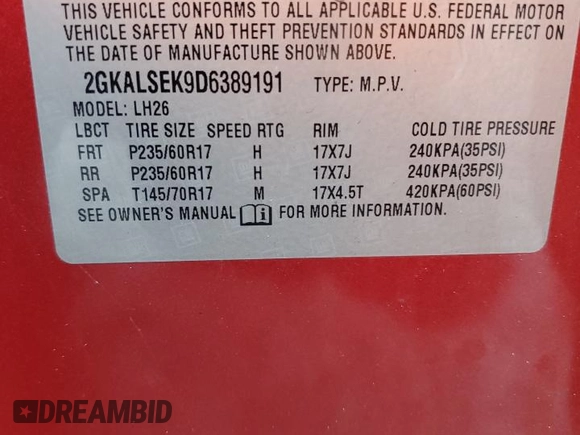 THIS VEHICLE CONFORMS TO ALL APPLICABLE U.S. FEDERAL MOTOR
VEHICLE SAFETY AND THEFT PREVENTION STANDARDS IN EFFECT ON
THE DATE OF MANUFACTURE SHOWN ABOVE.
2GKALSEK9D6389191 TYPE: M.P.V.
MODEL: LH26
LBCT TIRE SIZE SPEED RTG RIM COLD TIRE PRESSURE
FRT P235/60R17 H 17X7J 240KPA(35PSI)
RR P235/60R17 H 17X7J 240KPA(35PSI)
SPA T145/70R17 M 17X4.5T 420KPA(60PSI)
SEE OWNER'S MANUAL FOR MORE INFORMATION.
DREAMBID